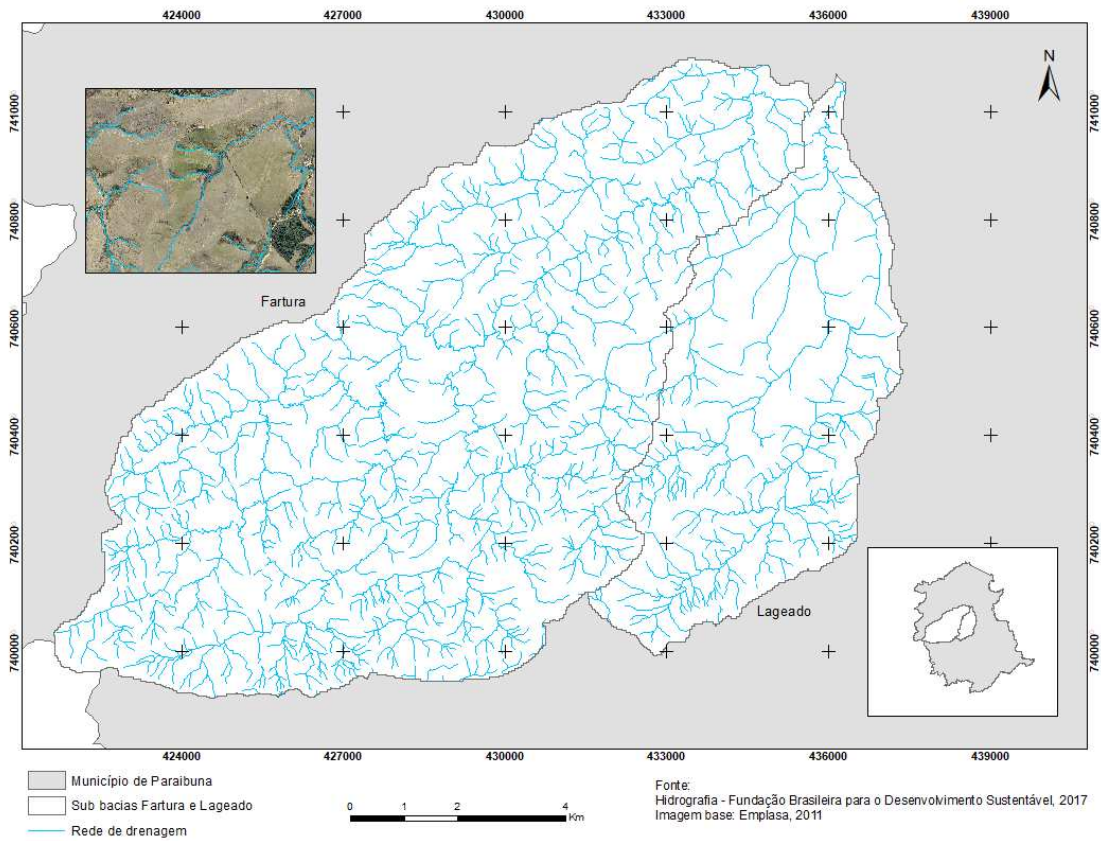 424000 427000 430000 433000 436000 439000
N
741000 741000
740800 740800
Fartura
740600 740600
740400 740400
740200 740200
Lageado
740000 740000
424000 427000 430000 433000 436000 439000
Município de Paraibuna
Sub bacias Fartura e Lageado
Rede de drenagem
0 1 2 4
Km
Fonte:
Hidrografia - Fundação Brasileira para o Desenvolvimento Sustentável, 2017
Imagem base: Emplasa, 2011